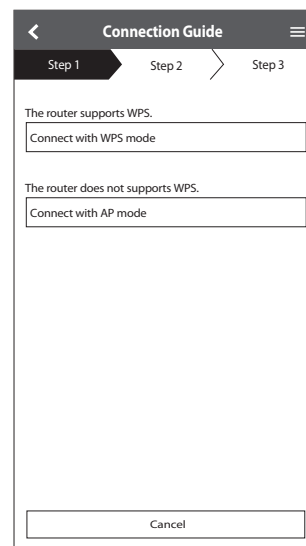 Connection Guide
Step 1
Step 2
Step 3
The router supports WPS.
Connect with WPS mode
The router does not supports WPS.
Connect with AP mode
Cancel